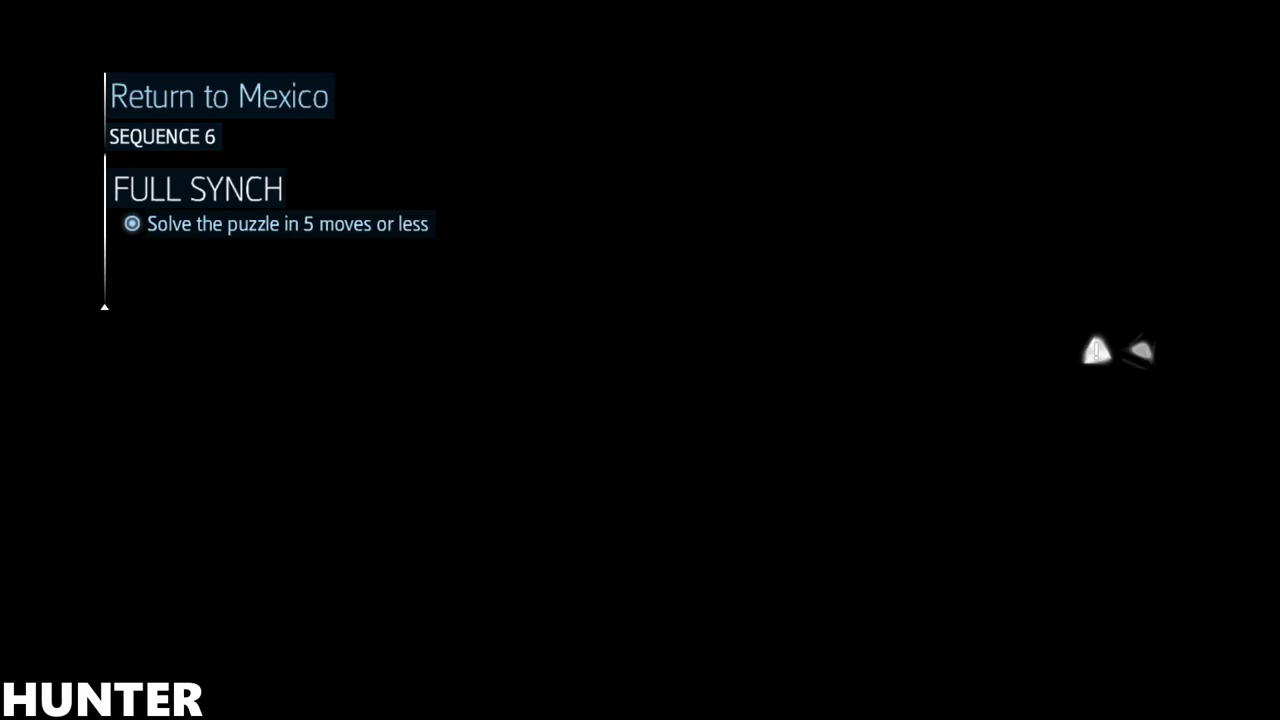 Return to Mexico
SEQUENCE 6
FULL SYNCH
Solve the puzzle in 5 moves or less
HUNTER